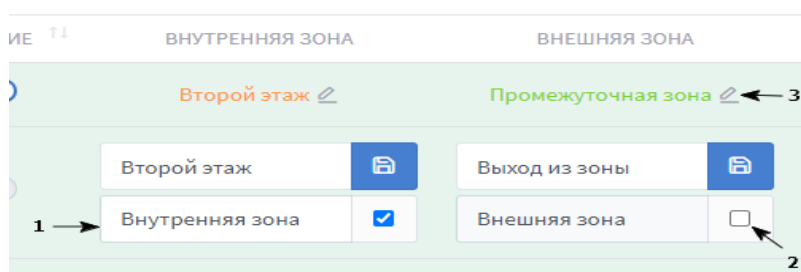 ИЕ ↑↓ ВНУТРЕННЯЯ ЗОНА ВНЕШНЯЯ ЗОНА
Второй этаж Промежуточная зона 3
Второй этаж Выход из зоны
1 Внутренняя зона Внешняя зона
2